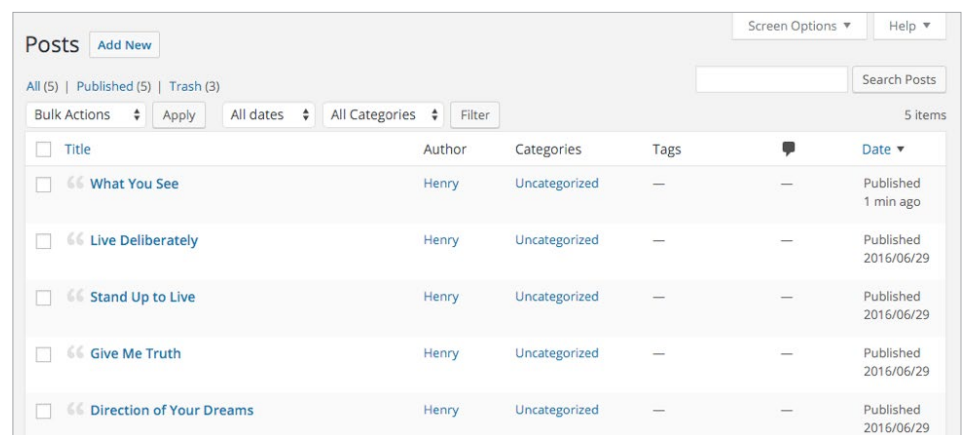 Screen Options ▼ Help ▼
Posts Add New
All (5) | Published (5) | Trash (3)
Search Posts
Bulk Actions Apply All dates All Categories Filter 5 items
Title Author Categories Tags Date ▼
What You See Henry Uncategorized — — Published
1 min ago
Live Deliberately Henry Uncategorized — — Published
2016/06/29
Stand Up to Live Henry Uncategorized — — Published
2016/06/29
Give Me Truth Henry Uncategorized — — Published
2016/06/29
Direction of Your Dreams Henry Uncategorized — — Published
2016/06/29